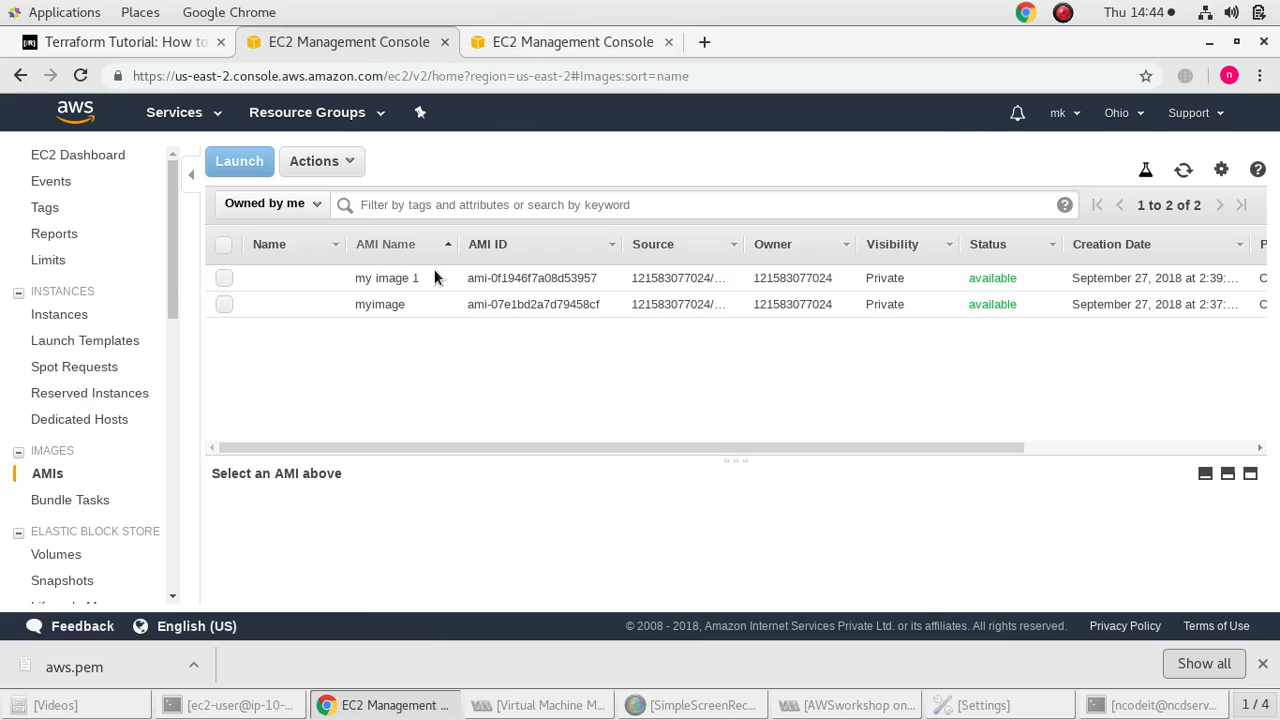 Applications Places Google Chrome Thu 14:44
Terraform Tutorial: How to EC2 Management Console EC2 Management Console
https://us-east-2.console.aws.amazon.com/ec2/v2/home?region=us-east-2#Images:sort=name n
aws Services Resource Groups mk Ohio Support
EC2 Dashboard
Events
Tags
Reports
Limits
INSTANCES
Instances
Launch Templates
Spot Requests
Reserved Instances
Dedicated Hosts
IMAGES
AMIs
Bundle Tasks
ELASTIC BLOCK STORE
Volumes
Snapshots
Launch Actions
Owned by me Filter by tags and attributes or search by keyword 1 to 2 of 2
Name AMI Name AMI ID Source Owner Visibility Status Creation Date
my image 1 ami-0f1946f7a08d53957 121583077024/... 121583077024 Private available September 27, 2018 at 2:39:...
myimage ami-07e1bd2a7d79458cf 121583077024/... 121583077024 Private available September 27, 2018 at 2:37:...
Select an AMI above
Feedback English (US) © 2008 - 2018, Amazon Internet Services Private Ltd. or its affiliates. All rights reserved. Privacy Policy Terms of Use
aws.pem Show all
[Videos] [ec2-user@ip-10-... EC2 Management ... [Virtual Machine M... [SimpleScreenRec... [AWSworkshop on... [Settings] [ncodeit@ncdserv... 1 / 4